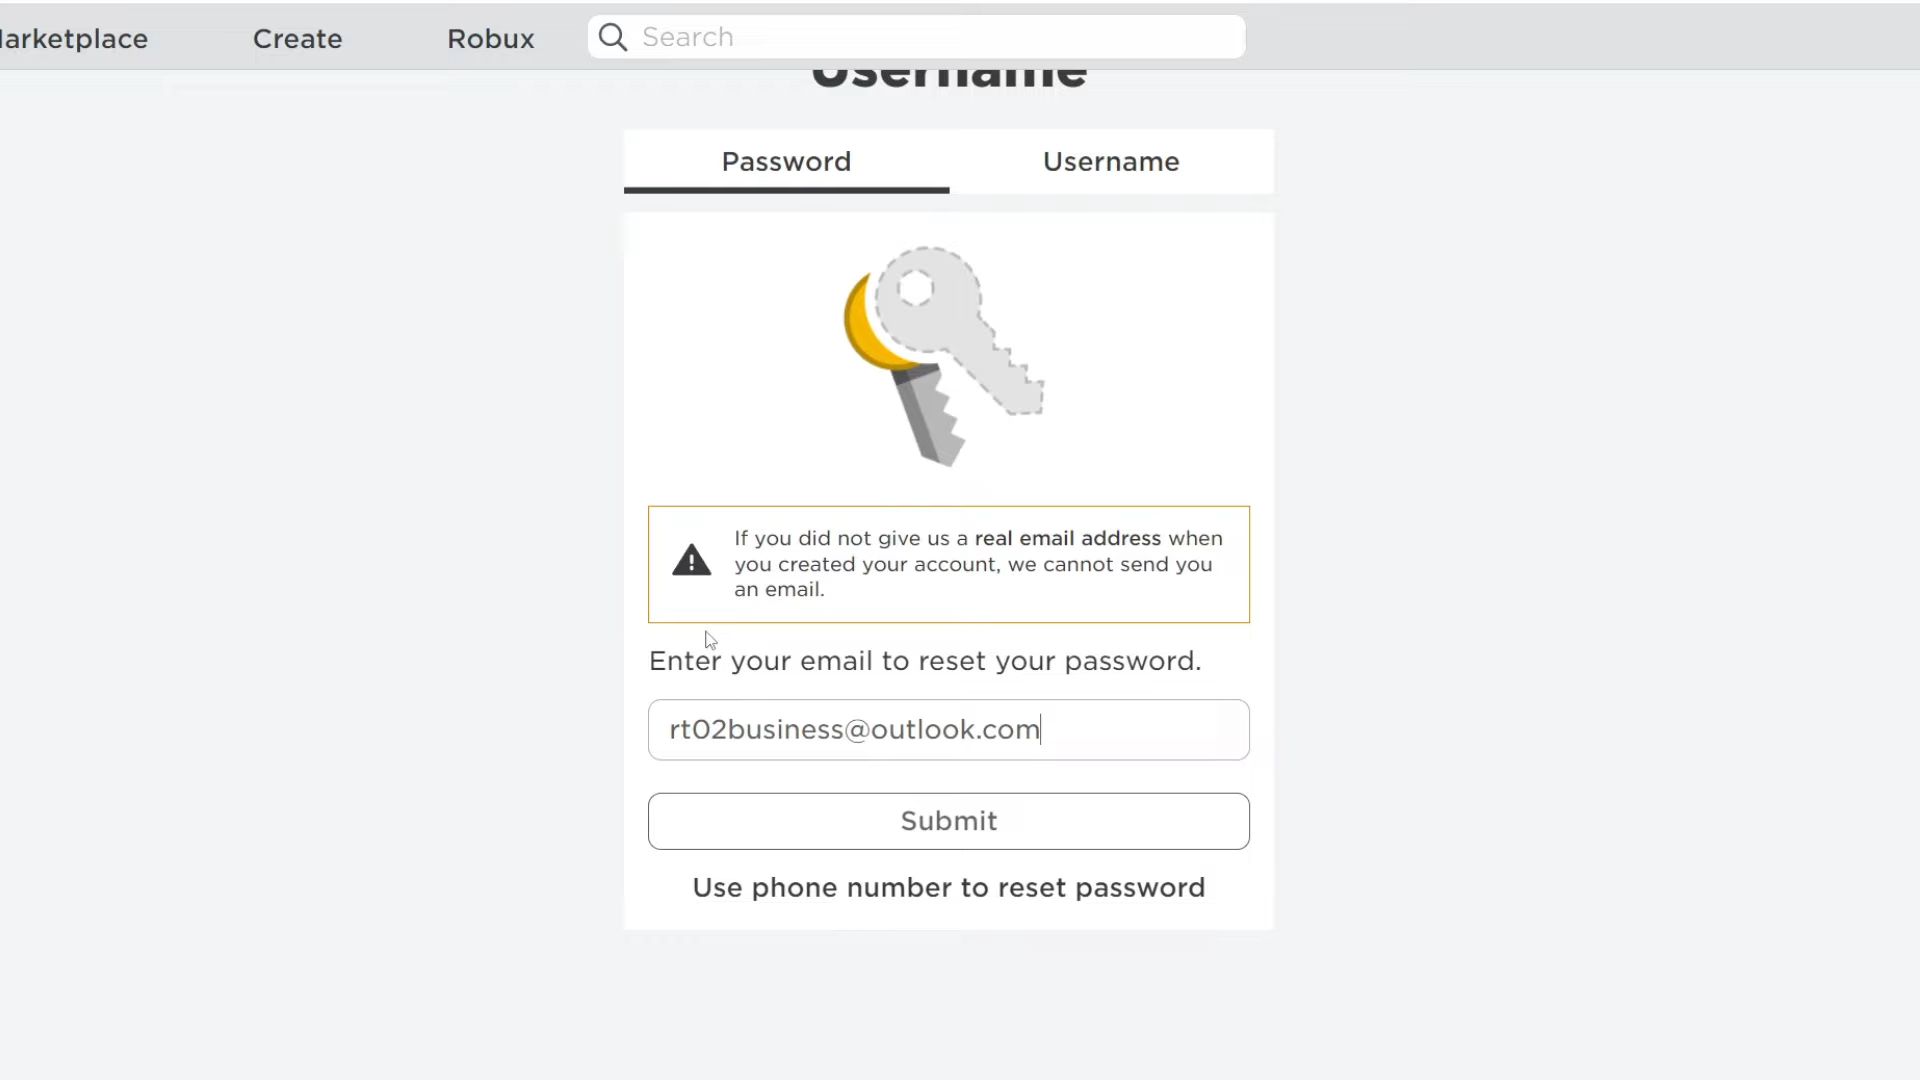 arketplace
Create
Robux
Search
Username
Password
Username
If you did not give us a real email address when
you created your account, we cannot send you
an email.
Enter your email to reset your password.
rt02business@outlook.com
Submit
Use phone number to reset password